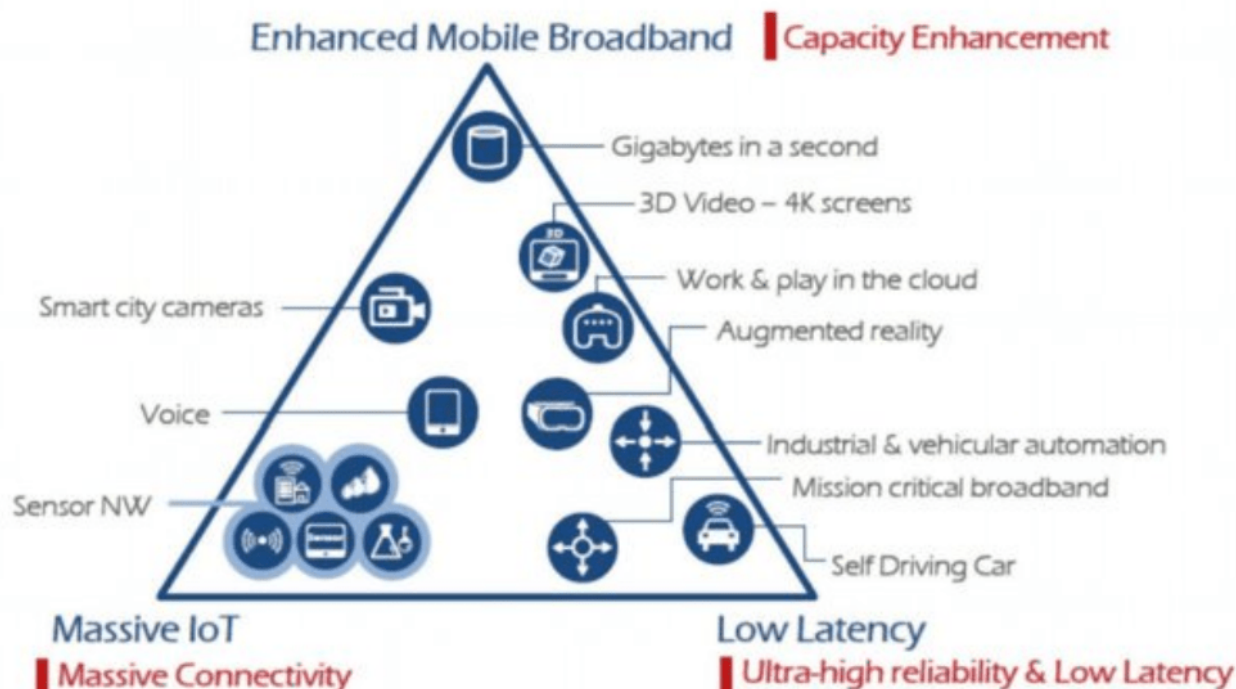 Enhanced Mobile Broadband
Capacity Enhancement
Gigabytes in a second
3D Video – 4K screens
3D
Work & play in the cloud
Smart city cameras
Augmented reality
Voice
Industrial & vehicular automation
Mission critical broadband
Sensor NW
Sensor
Self Driving Car
Massive IoT
Low Latency
Massive Connectivity
Ultra-high reliability & Low Latency